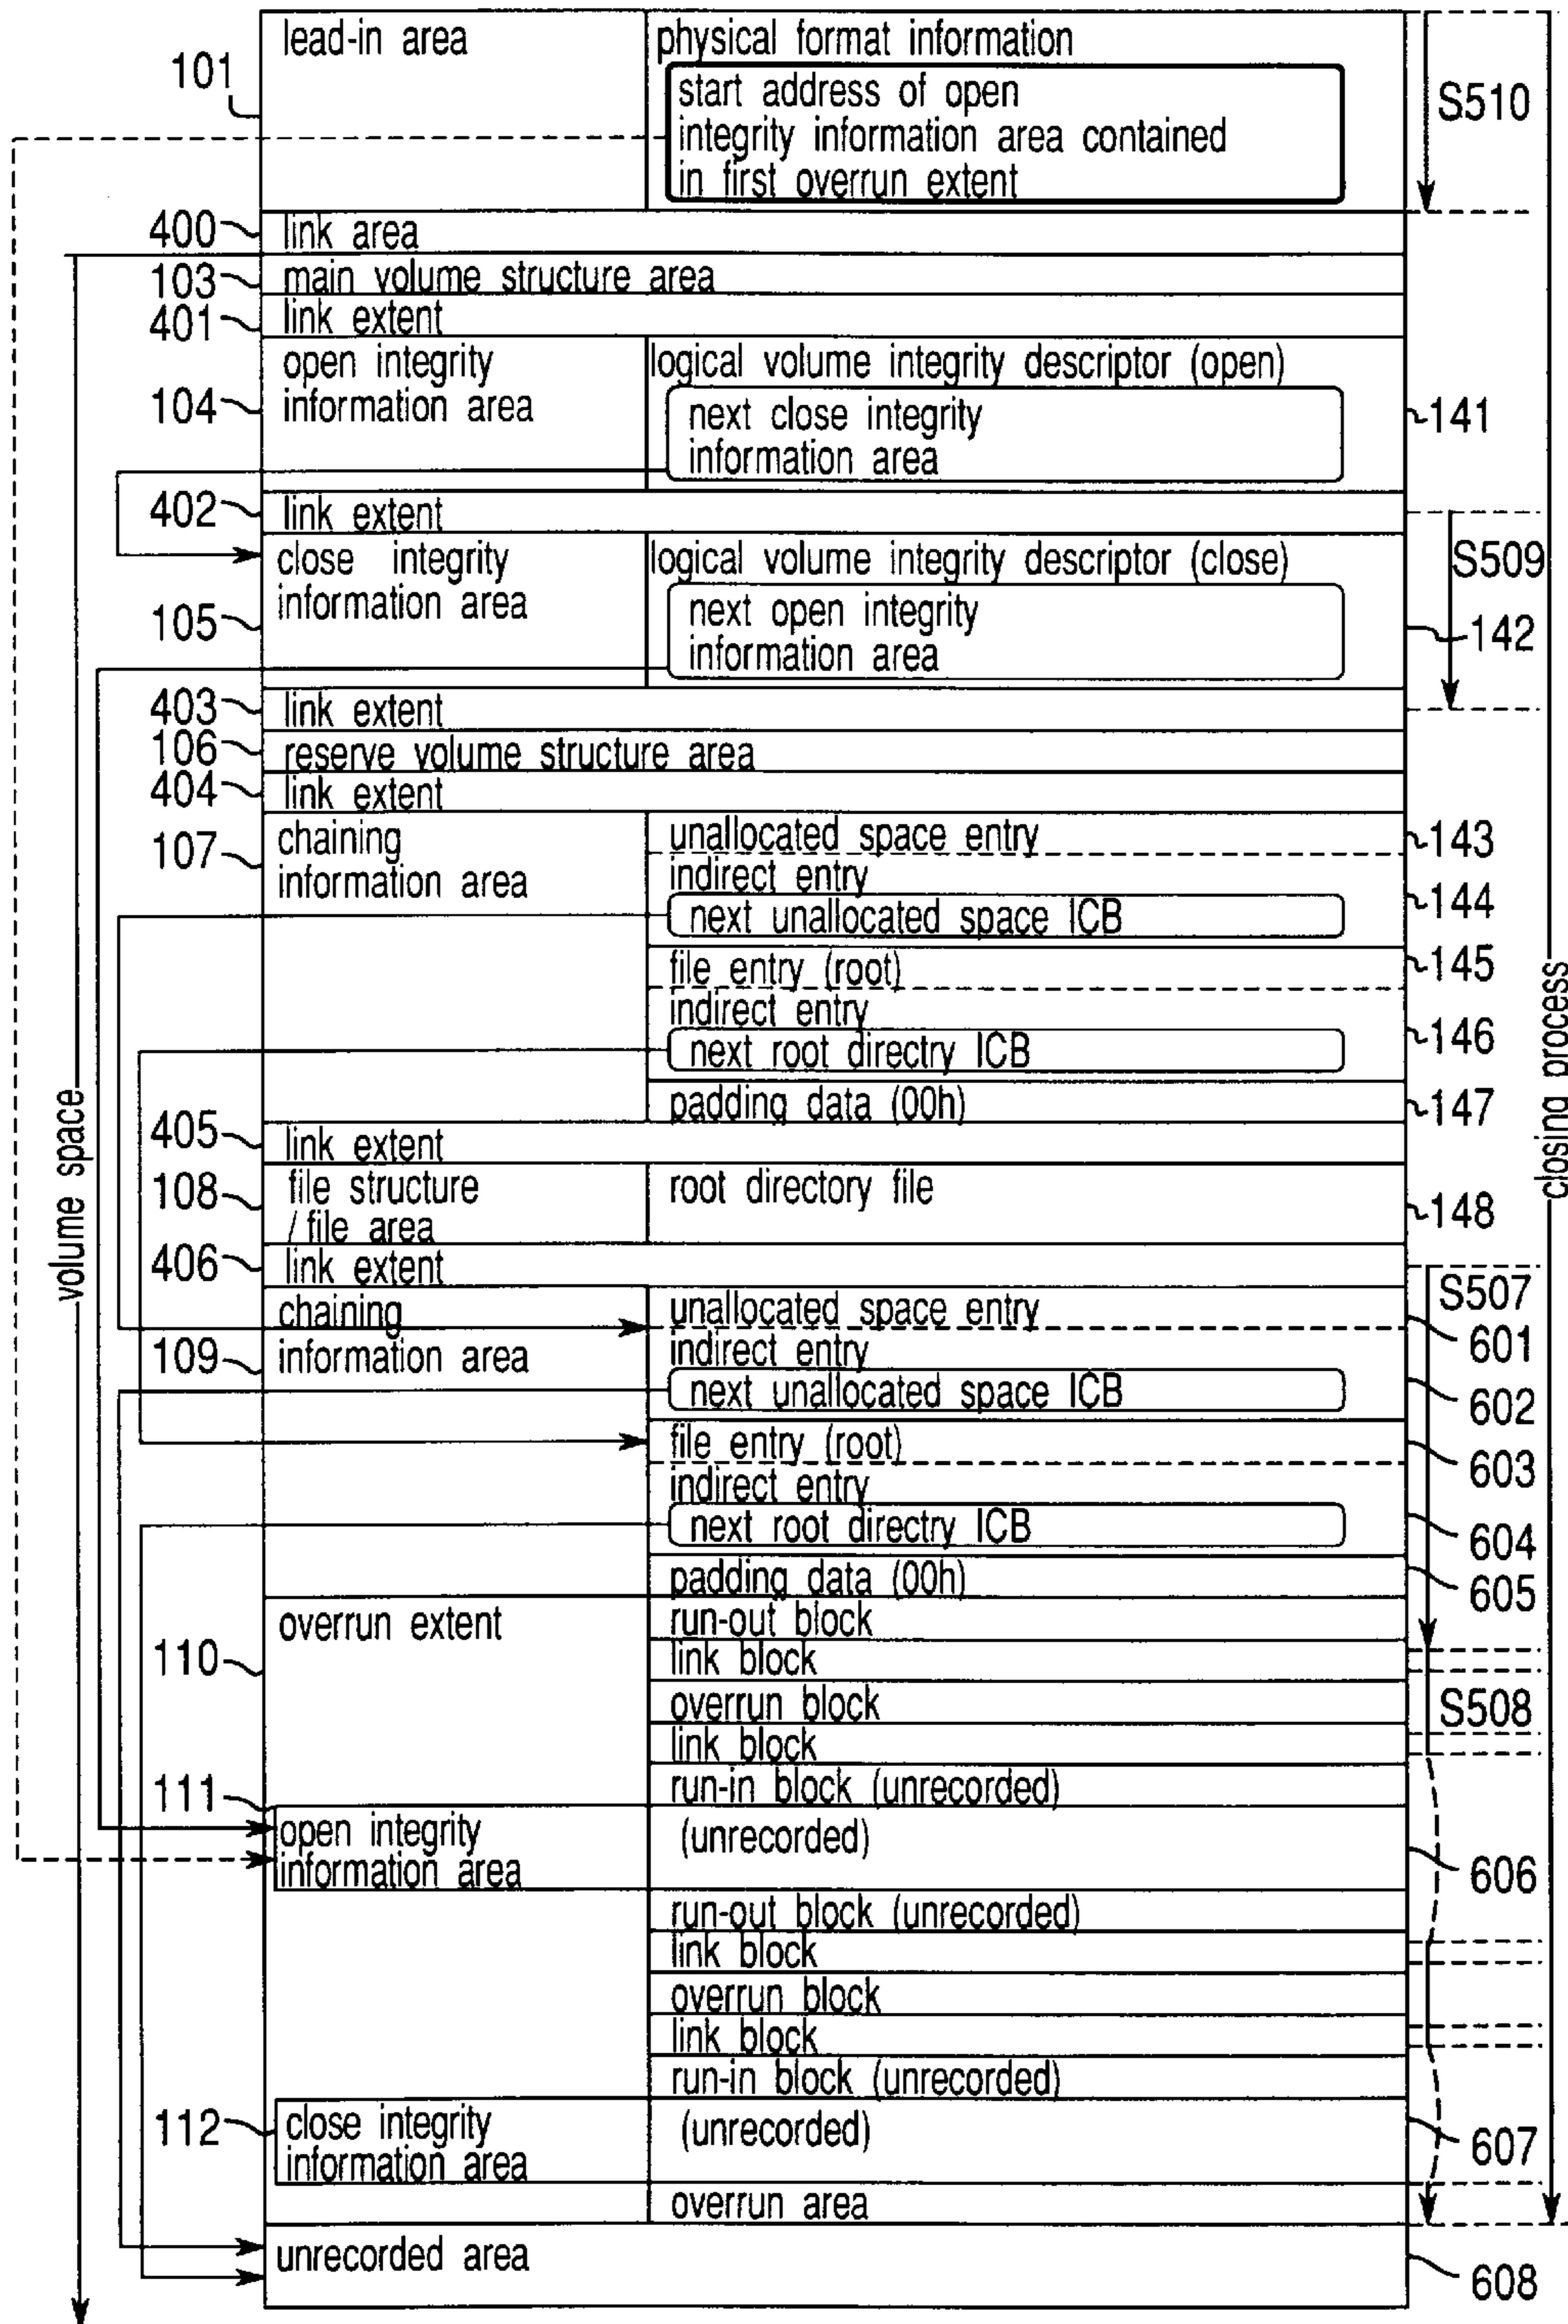 lead-in area
physical format information
101
start address of open
integrity information area contained
in first overrun extent
S510
400
link area
103
main volume structure area
401
link extent
open integrity
information area
logical volume integrity descriptor (open)
104
next close integrity
information area
141
402
link extent
close integrity
information area
logical volume integrity descriptor (close)
S509
105
next open integrity
information area
142
403
link extent
106
reserve volume structure area
404
link extent
107
chaining
information area
unallocated space entry
143
indirect entry
next unallocated space ICB
144
file entry (root)
145
indirect entry
next root directry ICB
146
padding data (00h)
147
405
link extent
108
file structure
/ file area
root directory file
148
volume space
closing process
406
link extent
S507
chaining
information area
109
unallocated space entry
601
indirect entry
next unallocated space ICB
602
file entry (root)
603
indirect entry
next root directry ICB
604
padding data (00h)
605
overrun extent
110
run-out block
link block
overrun block
S508
link block
run-in block (unrecorded)
111
open integrity
information area
(unrecorded)
606
run-out block (unrecorded)
link block
overrun block
link block
run-in block (unrecorded)
112
close integrity
information area
(unrecorded)
607
overrun area
unrecorded area
608